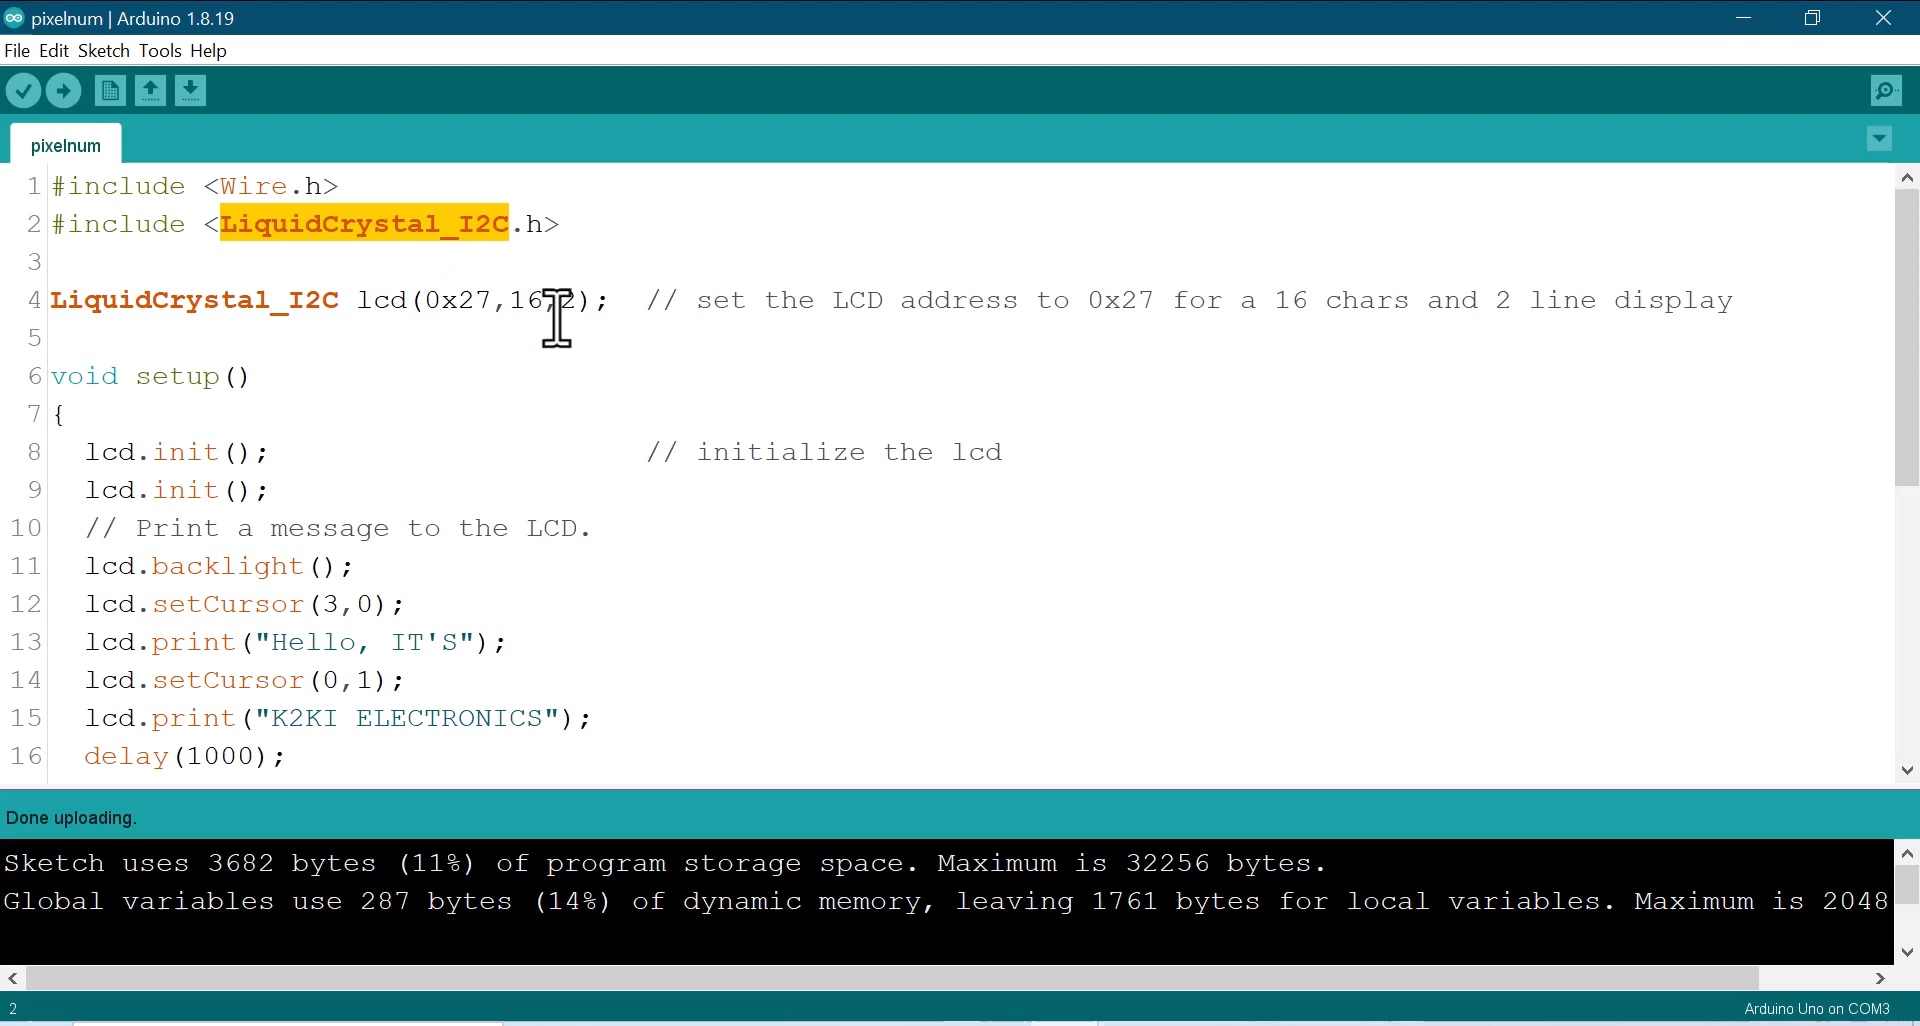 pixelnum | Arduino 1.8.19
File Edit Sketch Tools Help
pixelnum
1 #include <Wire.h>
2 #include <LiquidCrystal_I2C.h>
3
4 LiquidCrystal_I2C lcd(0x27,16,2);  // set the LCD address to 0x27 for a 16 chars and 2 line display
5
6 void setup()
7 {
8   lcd.init();                      // initialize the lcd
9   lcd.init();
10   // Print a message to the LCD.
11   lcd.backlight();
12   lcd.setCursor(3,0);
13   lcd.print("Hello, IT'S");
14   lcd.setCursor(0,1);
15   lcd.print("K2KI ELECTRONICS");
16   delay(1000);
Done uploading.
Sketch uses 3682 bytes (11%) of program storage space. Maximum is 32256 bytes.
Global variables use 287 bytes (14%) of dynamic memory, leaving 1761 bytes for local variables. Maximum is 2048
2
Arduino Uno on COM3